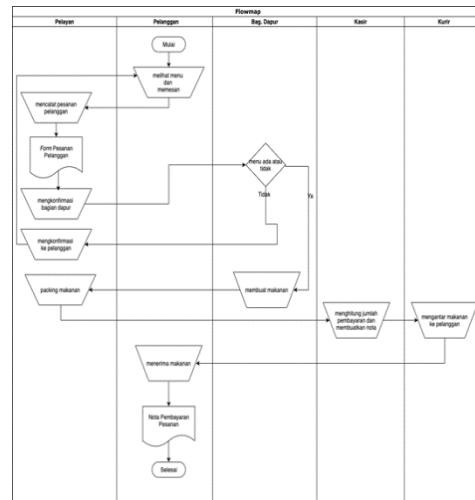 Flowmap
Pelayan
Pelanggan
Bag. Dapur
Kasir
Kurir
Mulai
melihat menu
dan
memesan
mencatat pesanan
pelanggan
Form Pesanan
Pelanggan
menu ada atau
tidak
Tidak
Ya
mengkonfirmasi
bagian dapur
mengkonfirmasi
ke pelanggan
packing makanan
membuat makanan
menghitung jumlah
pembayaran dan
membuatkan nota
mengantar makanan
ke pelanggan
menerima makanan
Nota Pembayaran
Pesanan
Selesai